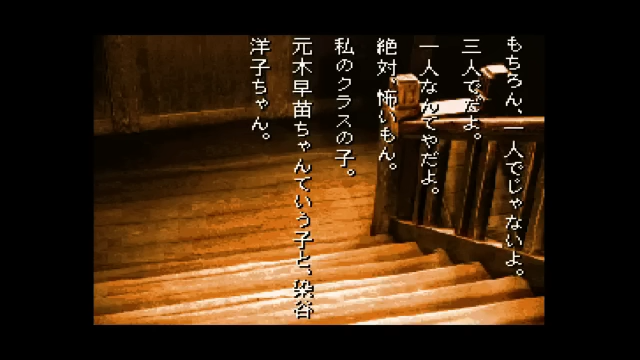 もちろん、一人でじゃないよ。
三人でだよ。
一人なんてやだよ。
絶対、怖いもん。
私のクラスの子。
元木早苗ちゃんていう子と、染谷
洋子ちゃん。